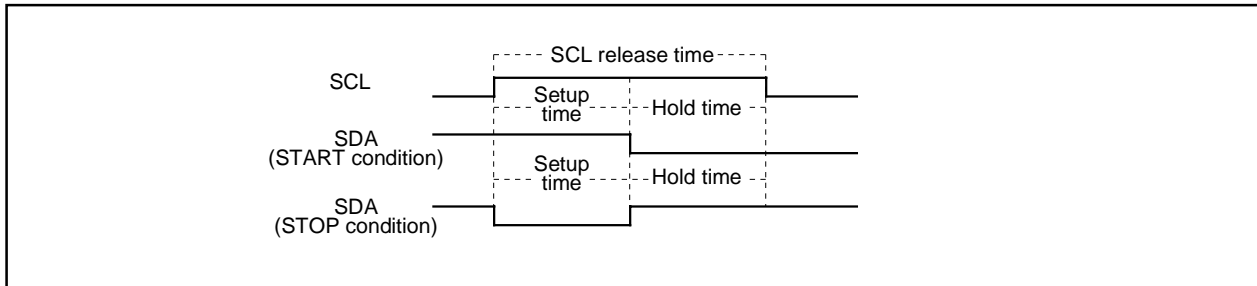 SCL release time
SCL
Setup
time
Hold time
SDA
(START condition)
Setup
time
Hold time
SDA
(STOP condition)